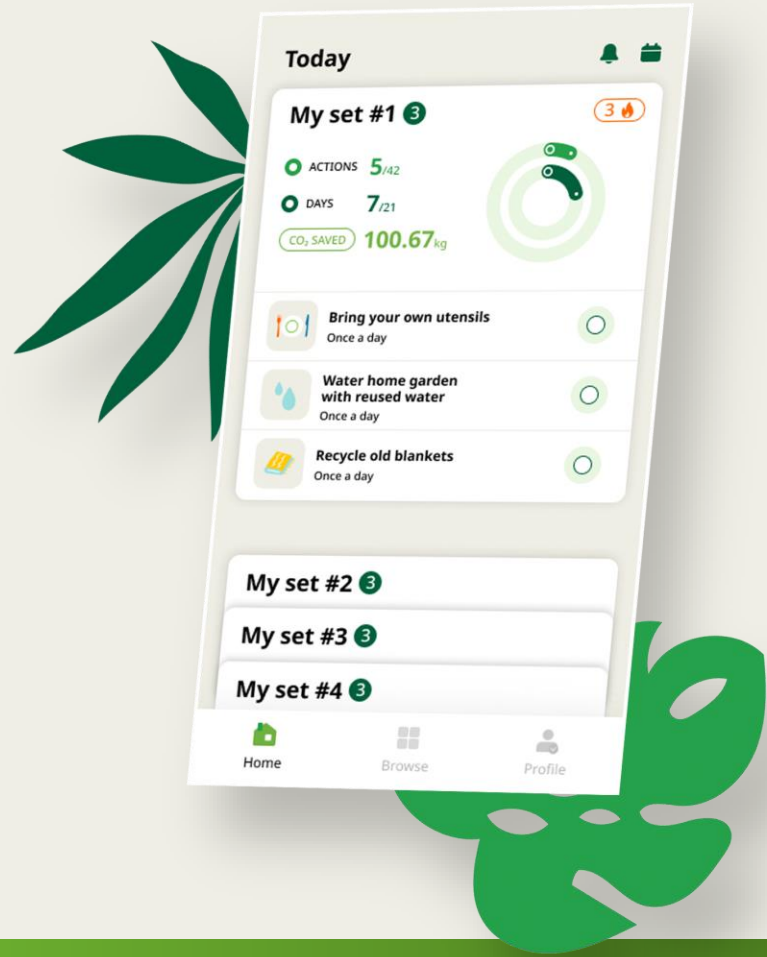 Today
My set #1 3
3
ACTIONS 5/42
DAYS 7/21
CO₂ SAVED 100.67kg
Bring your own utensils
Once a day
Water home garden
with reused water
Once a day
Recycle old blankets
Once a day
My set #2 3
My set #3 3
My set #4 3
Home Browse Profile